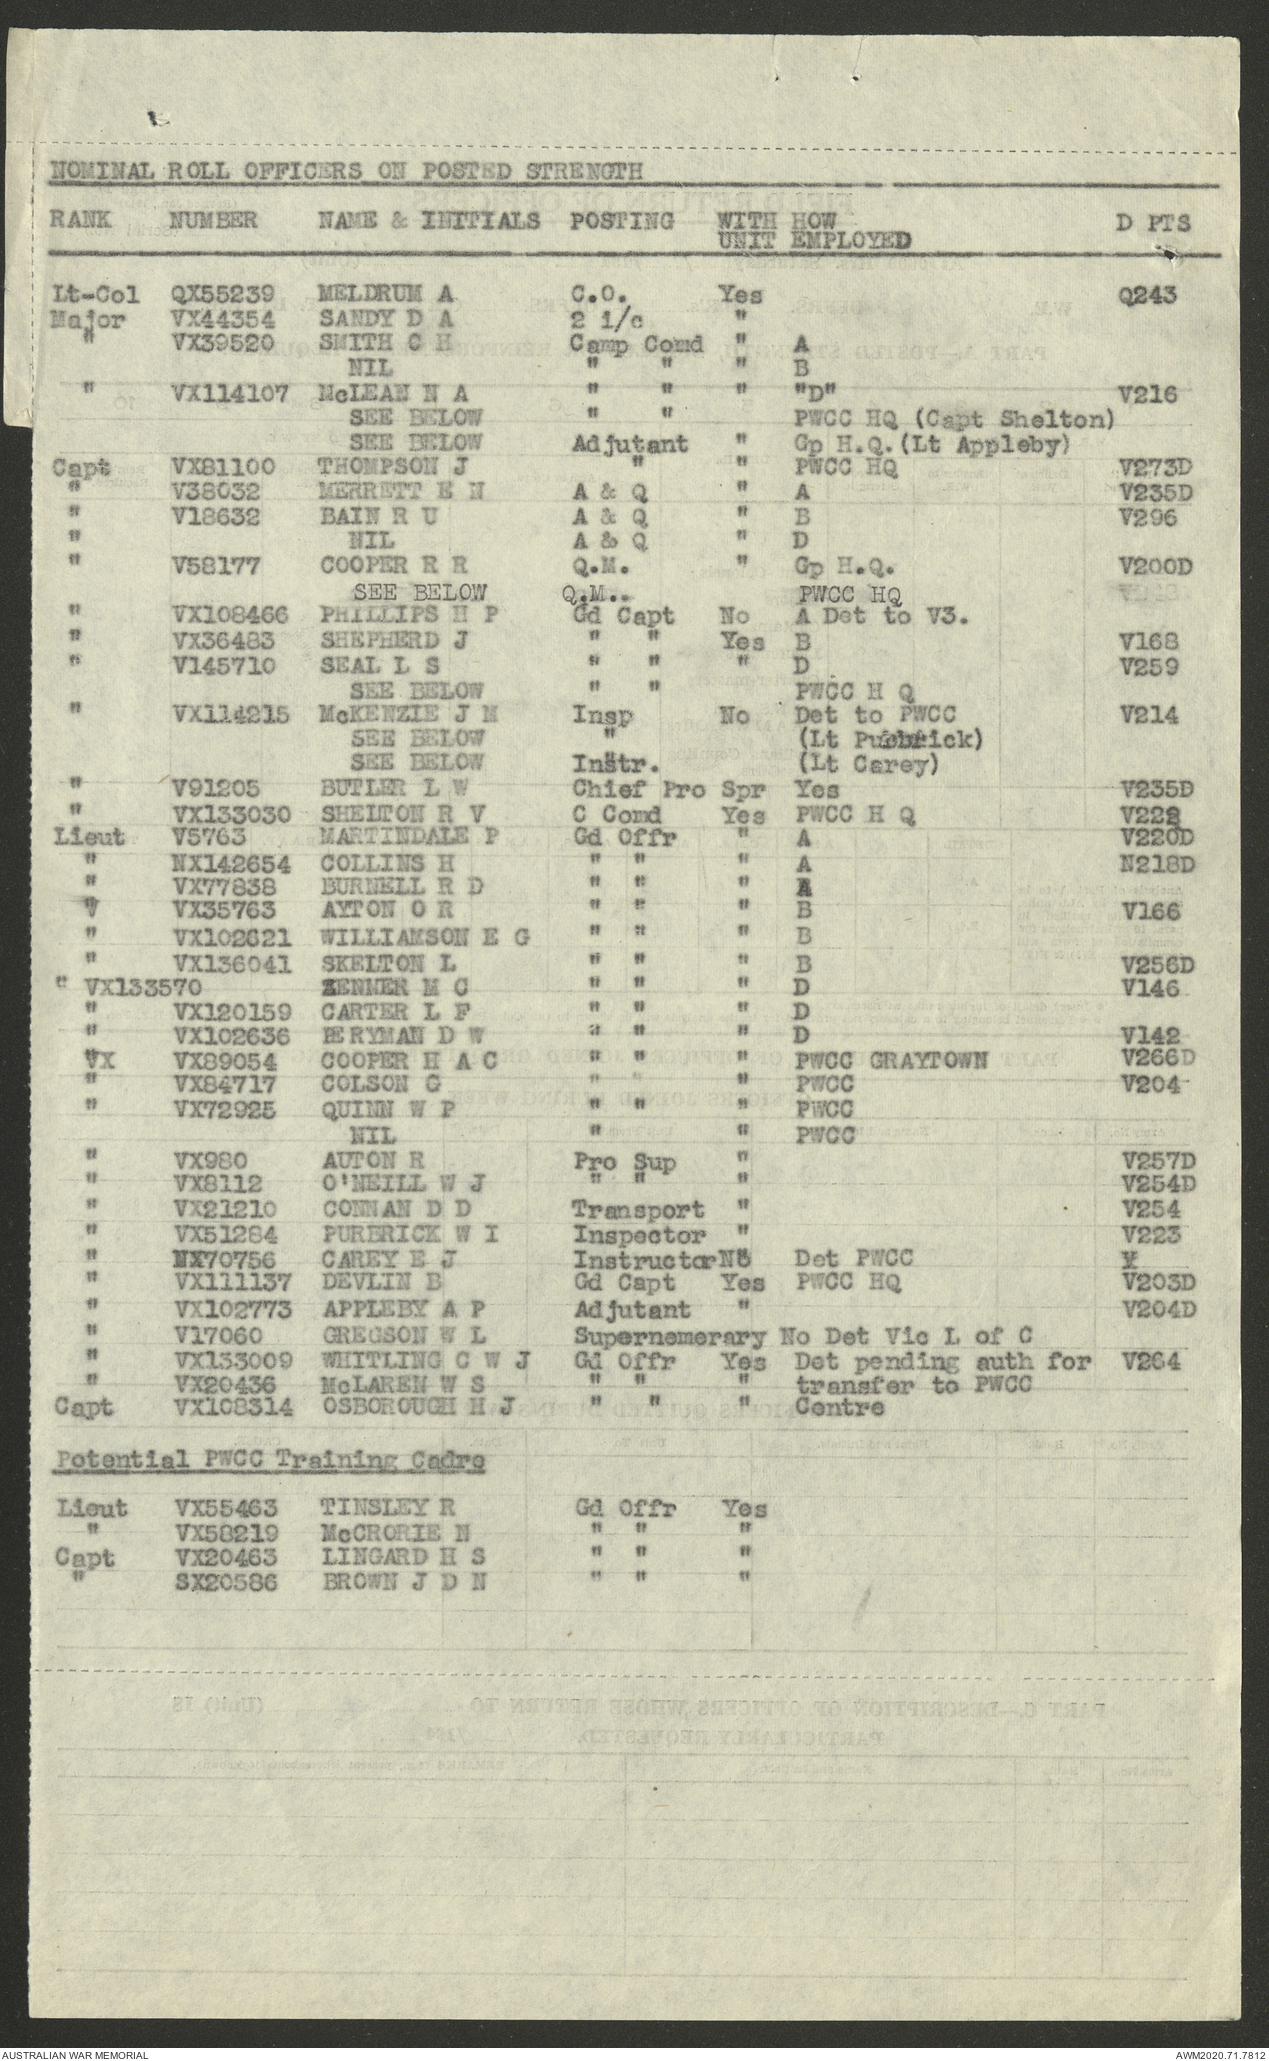 NOMINAL ROLL OFFICERS ON POSTED STRENGTH
RANK NUMBER NAME & INITIALS POSTING WITH HOW D PTS
UNIT EMPLOYED
Lt-Col QX55239 MELDRUM A C.O. Yes Q243
Major VX44354 SANDY D A 2 i/c "
" VX39520 SMITH C H Camp Comd " A
NIL " " " B
" VX114107 McLEAN N A " " " "D" V216
SEE BELOW " " PWCC HQ (Capt Shelton)
SEE BELOW Adjutant " Gp H.Q.(Lt Appleby)
Capt VX81100 THOMPSON J " " PWCC HQ V273D
" V38032 MERRETT E N A & Q " A V235D
" V18632 BAIN R U A & Q " B V296
" NIL A & Q " D
" V58177 COOPER R R Q.M. " Gp H.Q. V200D
SEE BELOW Q.M.. PWCC HQ
" VX108466 PHILLIPS H P Gd Capt No A Det to V3.
" VX36483 SHEPHERD J " " Yes B V168
" V145710 SEAL L S " " " D V259
SEE BELOW " " PWCC H Q
" VX114215 McKENZIE J M Insp No Det to PWCC V214
SEE BELOW " (Lt Purbrick)
SEE BELOW Instr. (Lt Carey)
" V91205 BUTLER L W Chief Pro Spr Yes V235D
" VX133030 SHELTON R V C Comd Yes PWCC H Q V222
Lieut V5763 MARTINDALE P Gd Offr " A V220D
" NX142654 COLLINS H " " " A N218D
" VX77838 BURNELL R D " " " A
" VX35763 AYTON O R " " " B V166
" VX102621 WILLIAMSON E G " " " B
" VX136041 SKELTON L " " " B V256D
" VX133570 ZENMER M C " " " D V146
" VX120159 CARTER L F " " " D
" VX102636 PERYMAN D W " " " D V142
VX VX89054 COOPER H A C " " " PWCC GRAYTOWN V266D
" VX84717 COLSON G " " " PWCC V204
" VX72925 QUINN W P " " " PWCC
NIL " " PWCC
" VX980 AUTON R Pro Sup " V257D
" VX8112 O'NEILL W J " " " V254D
" VX21210 CONNAN D D Transport " V254
" VX51284 PURBRICK W I Inspector " V223
" NX70756 CAREY E J Instructor No Det PWCC V
" VX111137 DEVLIN B Gd Capt Yes PWCC HQ V203D
" VX102773 APPLEBY A P Adjutant " V204D
" V17060 GREGSON W L Supernemerary No Det Vic L of C
" VX133009 WHITLING C W J Gd Offr Yes Det pending auth for V264
" VX20436 McLAREN W S " " " transfer to PWCC
Capt VX108314 OSBOROUGH H J " " " Centre
Potential PWCC Training Cadre
Lieut VX55463 TINSLEY R Gd Offr Yes
" VX58219 McCRORIE N " " "
Capt VX20463 LINGARD H S " " "
" SX20586 BROWN J D N " " "
AUSTRALIAN WAR MEMORIAL AWM2020.71.7812